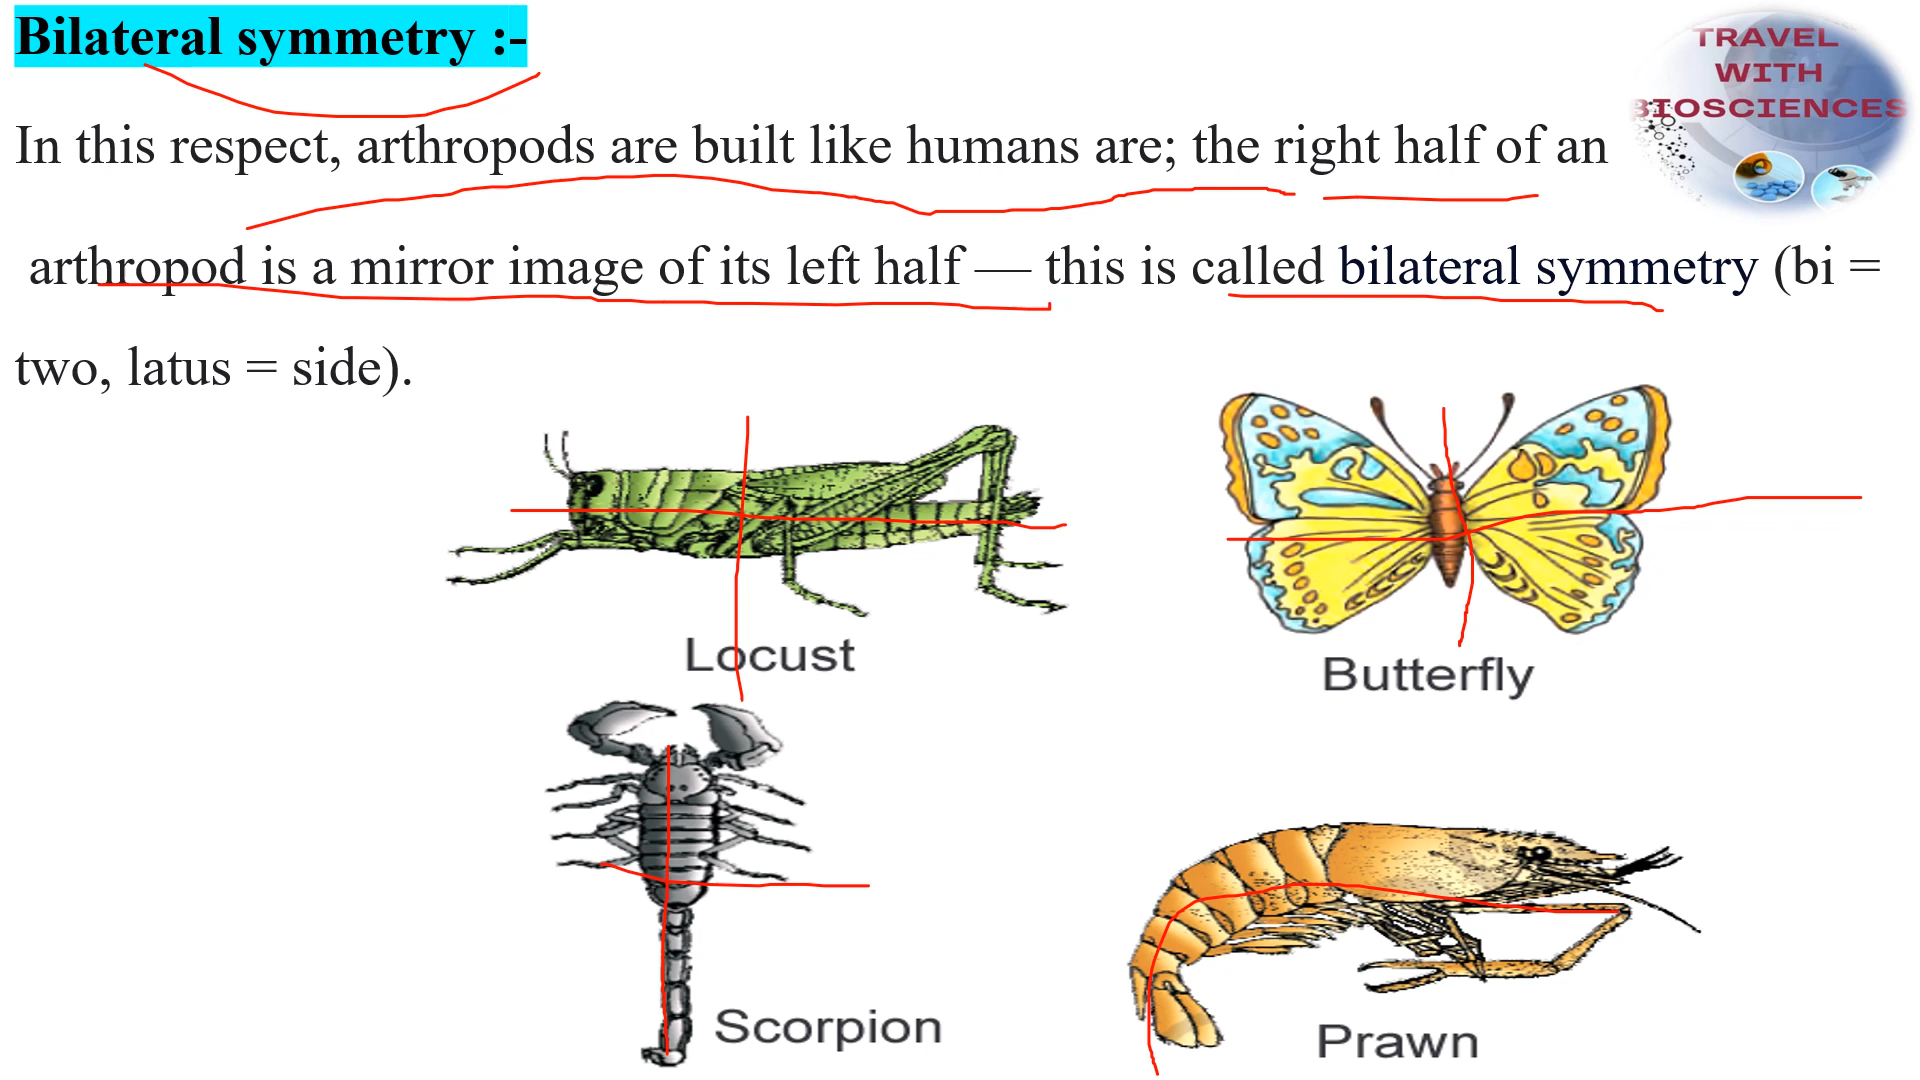 Bilateral symmetry :-
TRAVEL
WITH
BIOSCIENCES
In this respect, arthropods are built like humans are; the right half of an
arthropod is a mirror image of its left half — this is called bilateral symmetry (bi =
two, latus = side).
Locust
Butterfly
Scorpion
Prawn